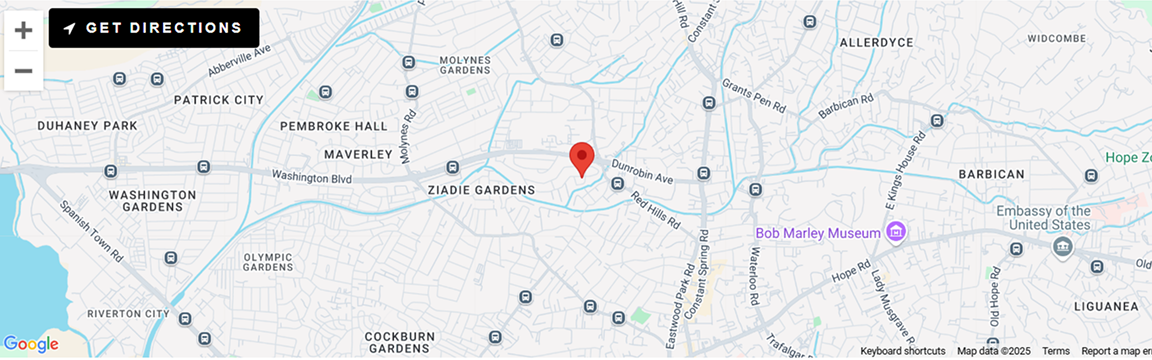 GET DIRECTIONS
Hill Rd
Constant S
ALLERDYCE
WIDCOMBE
Abberville Ave
MOLYNES
GARDENS
PATRICK CITY
Grants Pen Rd
Barbican Rd
DUHANEY PARK
PEMBROKE HALL
Molynes Rd
MAVERLEY
E Kings House Rd
Hope Zo
Dunrobin Ave
Washington Blvd
BARBICAN
WASHINGTON
GARDENS
ZIADIE GARDENS
Red Hills Rd
Spanish Town Rd
Embassy of the
United States
Bob Marley Museum
OLYMPIC
GARDENS
Eastwood Park Rd
Constant Spring Rd
Waterloo Rd
Hope Rd
Lady Musgrave R
Old Hope Rd
Old
RIVERTON CITY
LIGUANEA
COCKBURN
GARDENS
Trafalgar Rd
Google
Keyboard shortcuts
Map data ©2025
Terms
Report a map er